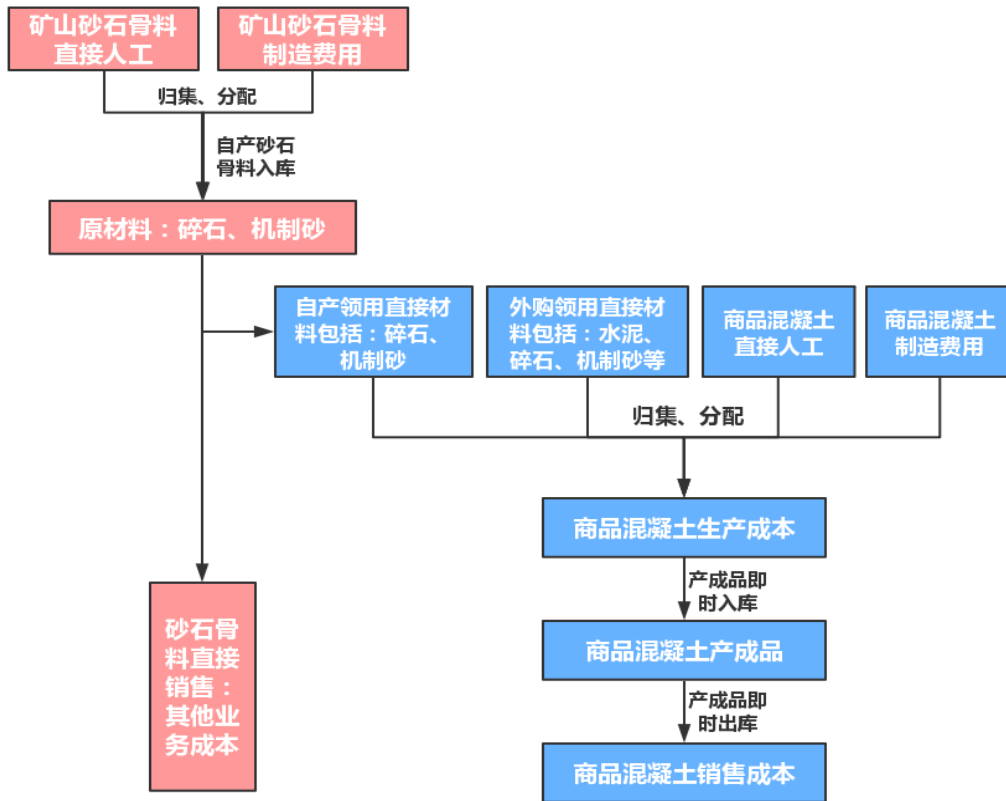 矿山砂石骨料
直接人工
矿山砂石骨料
制造费用
归集、分配
自产砂石
骨料入库
原材料：碎石、机制砂
自产领用直接材
料包括：碎石、
机制砂
外购领用直接材
料包括：水泥、
碎石、机制砂等
商品混凝土
直接人工
商品混凝土
制造费用
归集、分配
商品混凝土生产成本
产成品即
时入库
商品混凝土产成品
产成品即
时出库
商品混凝土销售成本
砂石骨
料直接
销售：
其他业
务成本